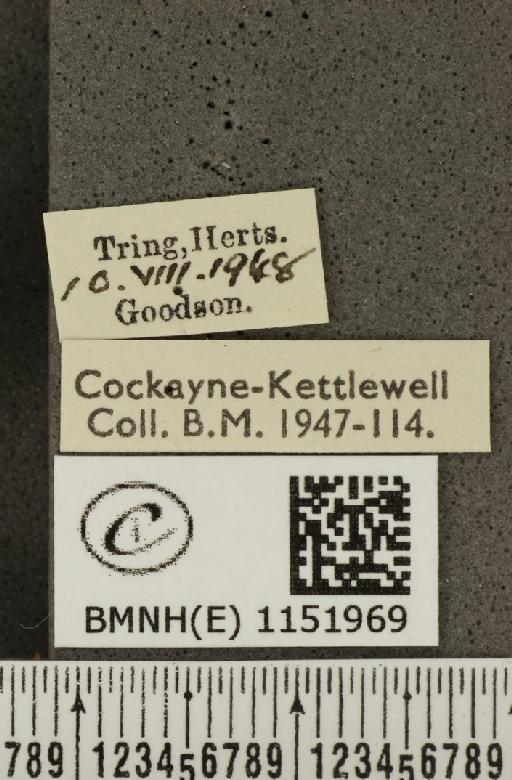 Tring, Herts.
10.VIII.1948
Goodson.
Cockayne-Kettlewell
Coll. B.M. 1947-114.
C
BMNH(E) 1151969
789 123456789 123456789